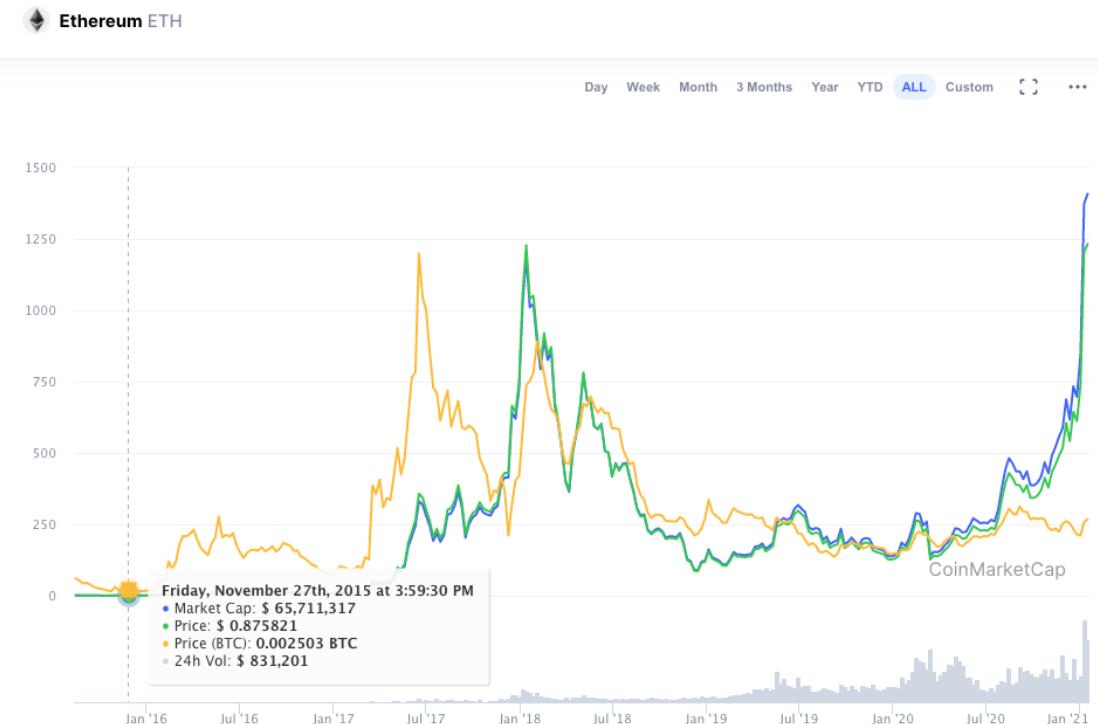 Ethereum ETH
Day Week Month 3 Months Year YTD ALL Custom
1500
1250
1000
750
500
250
0
CoinMarketCap
Friday, November 27th, 2015 at 3:59:30 PM
Market Cap: $ 65,711,317
Price: $ 0.875821
Price (BTC): 0.002503 BTC
24h Vol: $ 831,201
Jan '16 Jul '16 Jan '17 Jul '17 Jan '18 Jul '18 Jan '19 Jul '19 Jan '20 Jul '20 Jan '21